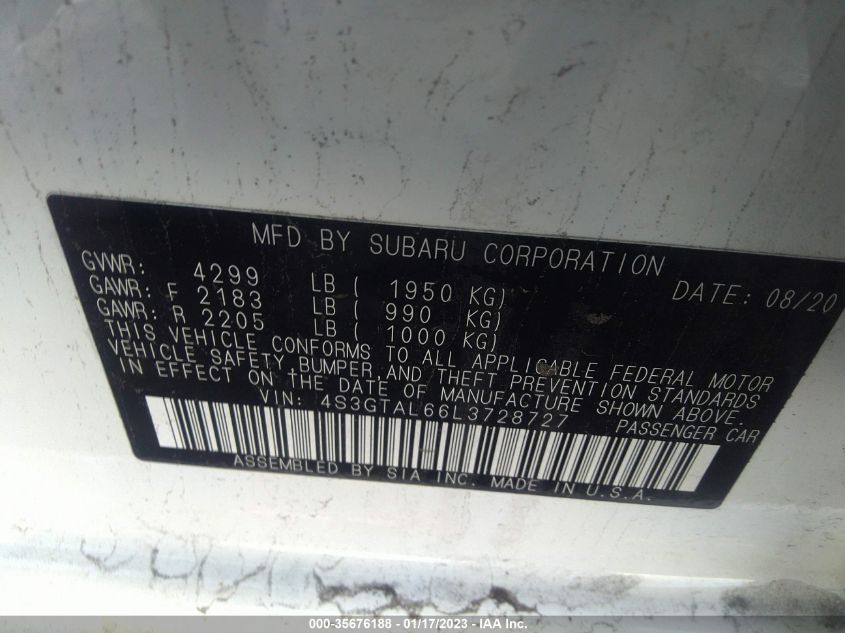 MFD BY SUBARU CORPORATION
DATE: 08/20
GVWR: 4299 LB ( 1950 KG)
GAWR: F 2183 LB ( 990 KG)
GAWR: R 2205 LB ( 1000 KG)
THIS VEHICLE CONFORMS TO ALL APPLICABLE FEDERAL MOTOR
VEHICLE SAFETY,BUMPER,AND THEFT PREVENTION STANDARDS
IN EFFECT ON THE DATE OF MANUFACTURE SHOWN ABOVE.
VIN: 4S3GTAL66L3728727 PASSENGER CAR
ASSEMBLED BY SIA INC. MADE IN U.S.A.
000-35676188 - 01/17/2023 - IAA Inc.